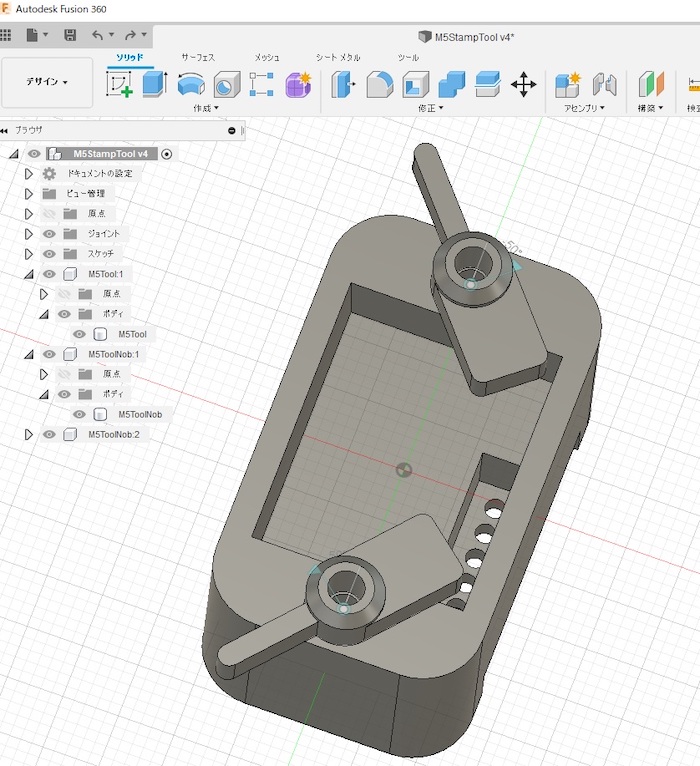 Autodesk Fusion 360
M5StampTool v4*
ソリッド サーフェス メッシュ シート メタル ツール
デザイン
作成 修正 アセンブリ 構築
ブラウザ
M5StampTool v4
ドキュメントの設定
ビュー管理
原点
ジョイント
スケッチ
M5Tool:1
原点
ボディ
M5Tool
M5ToolNob:1
原点
ボディ
M5ToolNob
M5ToolNob:2